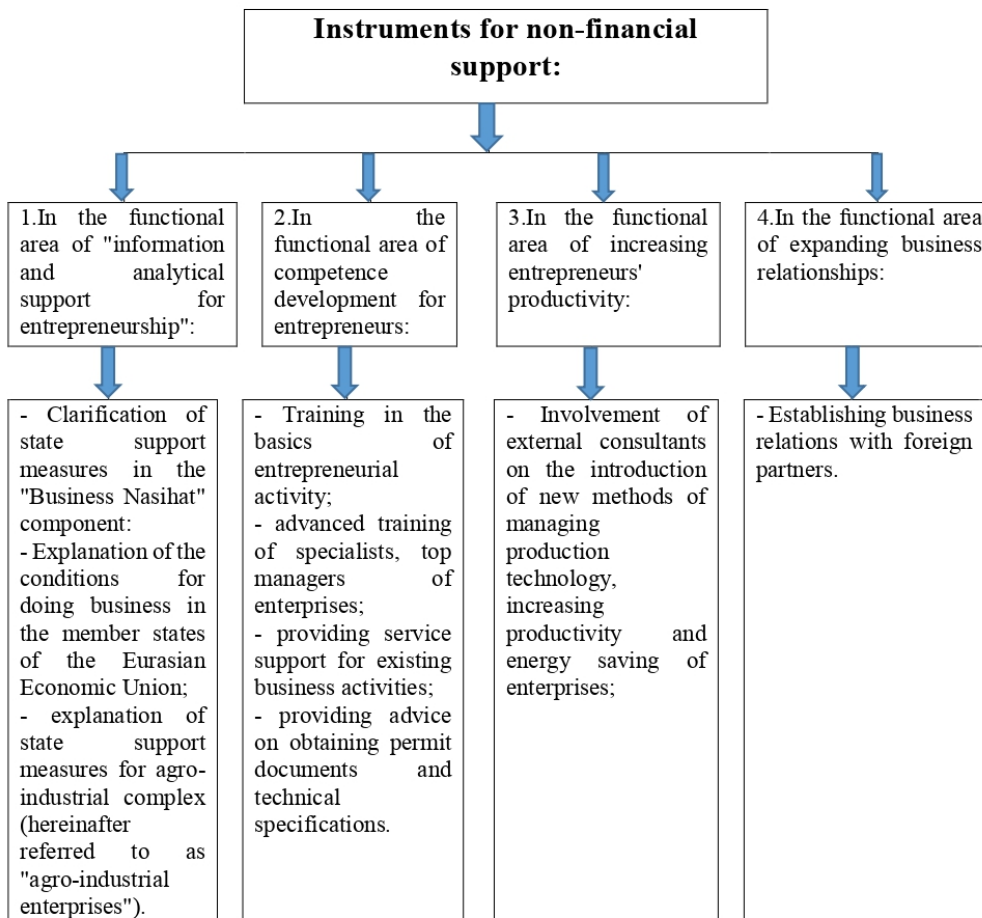 Instruments for non-financial
support:
1.In the functional
area of "information
and analytical
support for
entrepreneurship":
2.In the
functional area of
competence
development for
entrepreneurs:
3.In the functional
area of increasing
entrepreneurs'
productivity:
4.In the functional area
of expanding business
relationships:
- Clarification of
state support
measures in the
"Business Nasihat"
component:
- Explanation of the
conditions for
doing business in
the member states
of the Eurasian
Economic Union;
- explanation of
state support
measures for agro-
industrial complex
(hereinafter
referred to as
"agro-industrial
enterprises").
- Training in the
basics of
entrepreneurial
activity;
- advanced training
of specialists, top
managers of
enterprises;
- providing service
support for existing
business activities;
- providing advice
on obtaining permit
documents and
technical
specifications.
- Involvement of
external consultants
on the introduction
of new methods of
managing
production
technology,
increasing
productivity and
energy saving of
enterprises;
- Establishing business
relations with foreign
partners.